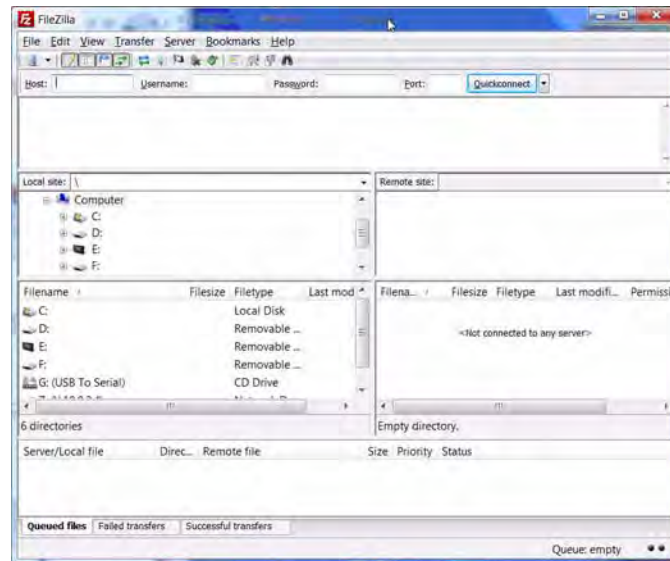 FileZilla
File Edit View Transfer Server Bookmarks Help
Host: Username: Password: Port: Quickconnect
Local site: \ Remote site:
Computer
C:
D:
E:
F:
Filename Filesize Filetype Last mod Filena... Filesize Filetype Last modifi... Permissi
C: Local Disk
D: Removable ... <Not connected to any server>
E: Removable ...
F: Removable ...
G: (USB To Serial) CD Drive
6 directories Empty directory.
Server/Local file Direc... Remote file Size Priority Status
Queued files Failed transfers Successful transfers
Queue: empty